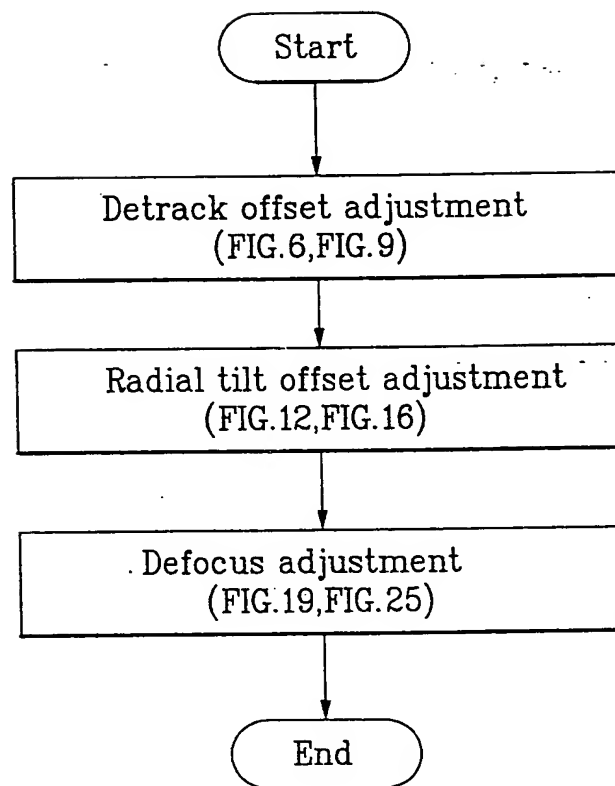 Start
Detrack offset adjustment
(FIG.6,FIG.9)
Radial tilt offset adjustment
(FIG.12,FIG.16)
Defocus adjustment
(FIG.19,FIG.25)
End